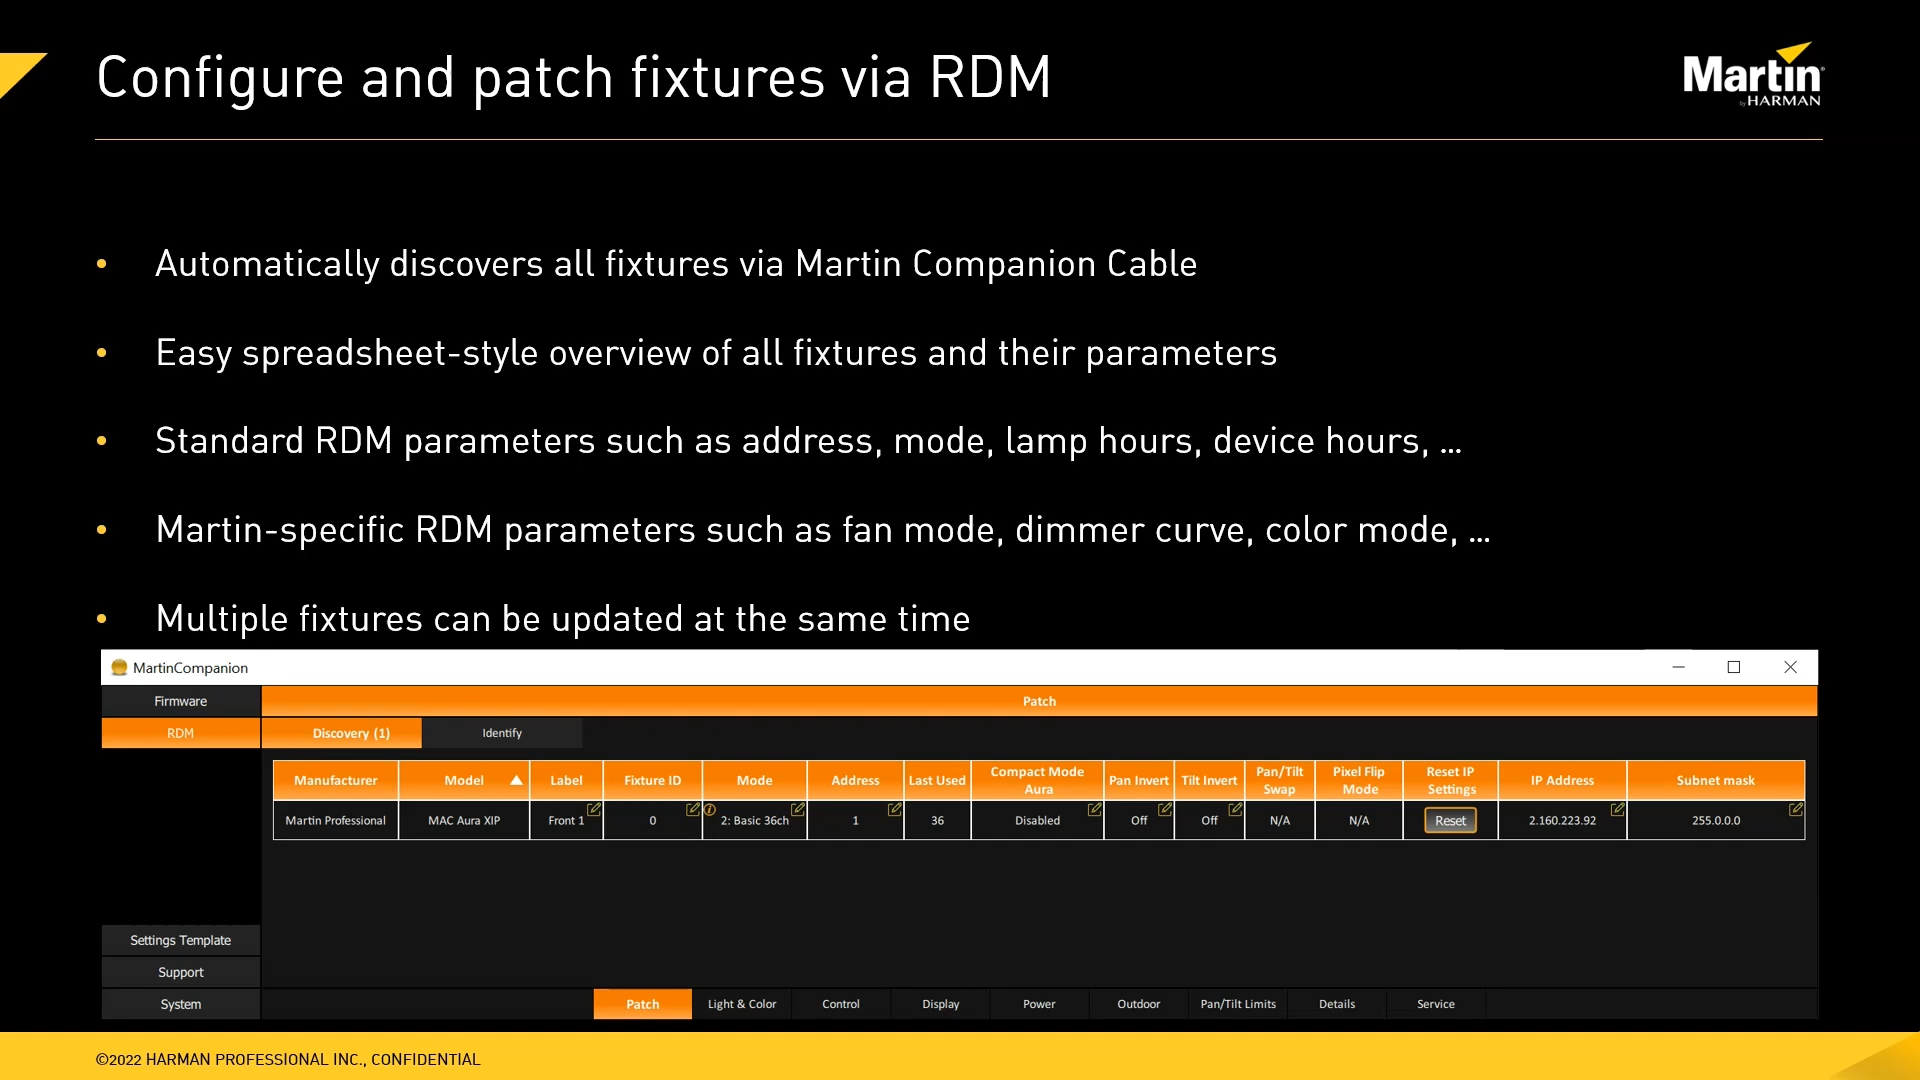 Configure and patch fixtures via RDM
Martin®
by HARMAN
• Automatically discovers all fixtures via Martin Companion Cable
• Easy spreadsheet-style overview of all fixtures and their parameters
• Standard RDM parameters such as address, mode, lamp hours, device hours, ...
• Martin-specific RDM parameters such as fan mode, dimmer curve, color mode, ...
• Multiple fixtures can be updated at the same time
MartinCompanion
Firmware Patch
RDM Discovery (1) Identify
Manufacturer Model Label Fixture ID Mode Address Last Used Compact Mode Aura Pan Invert Tilt Invert Pan/Tilt Swap Pixel Flip Mode Reset IP Settings IP Address Subnet mask
Martin Professional MAC Aura XIP Front 1 0 2: Basic 36ch 1 36 Disabled Off Off N/A N/A Reset 2.160.223.92 255.0.0.0
Settings Template
Support
System Patch Light & Color Control Display Power Outdoor Pan/Tilt Limits Details Service
©2022 HARMAN PROFESSIONAL INC., CONFIDENTIAL